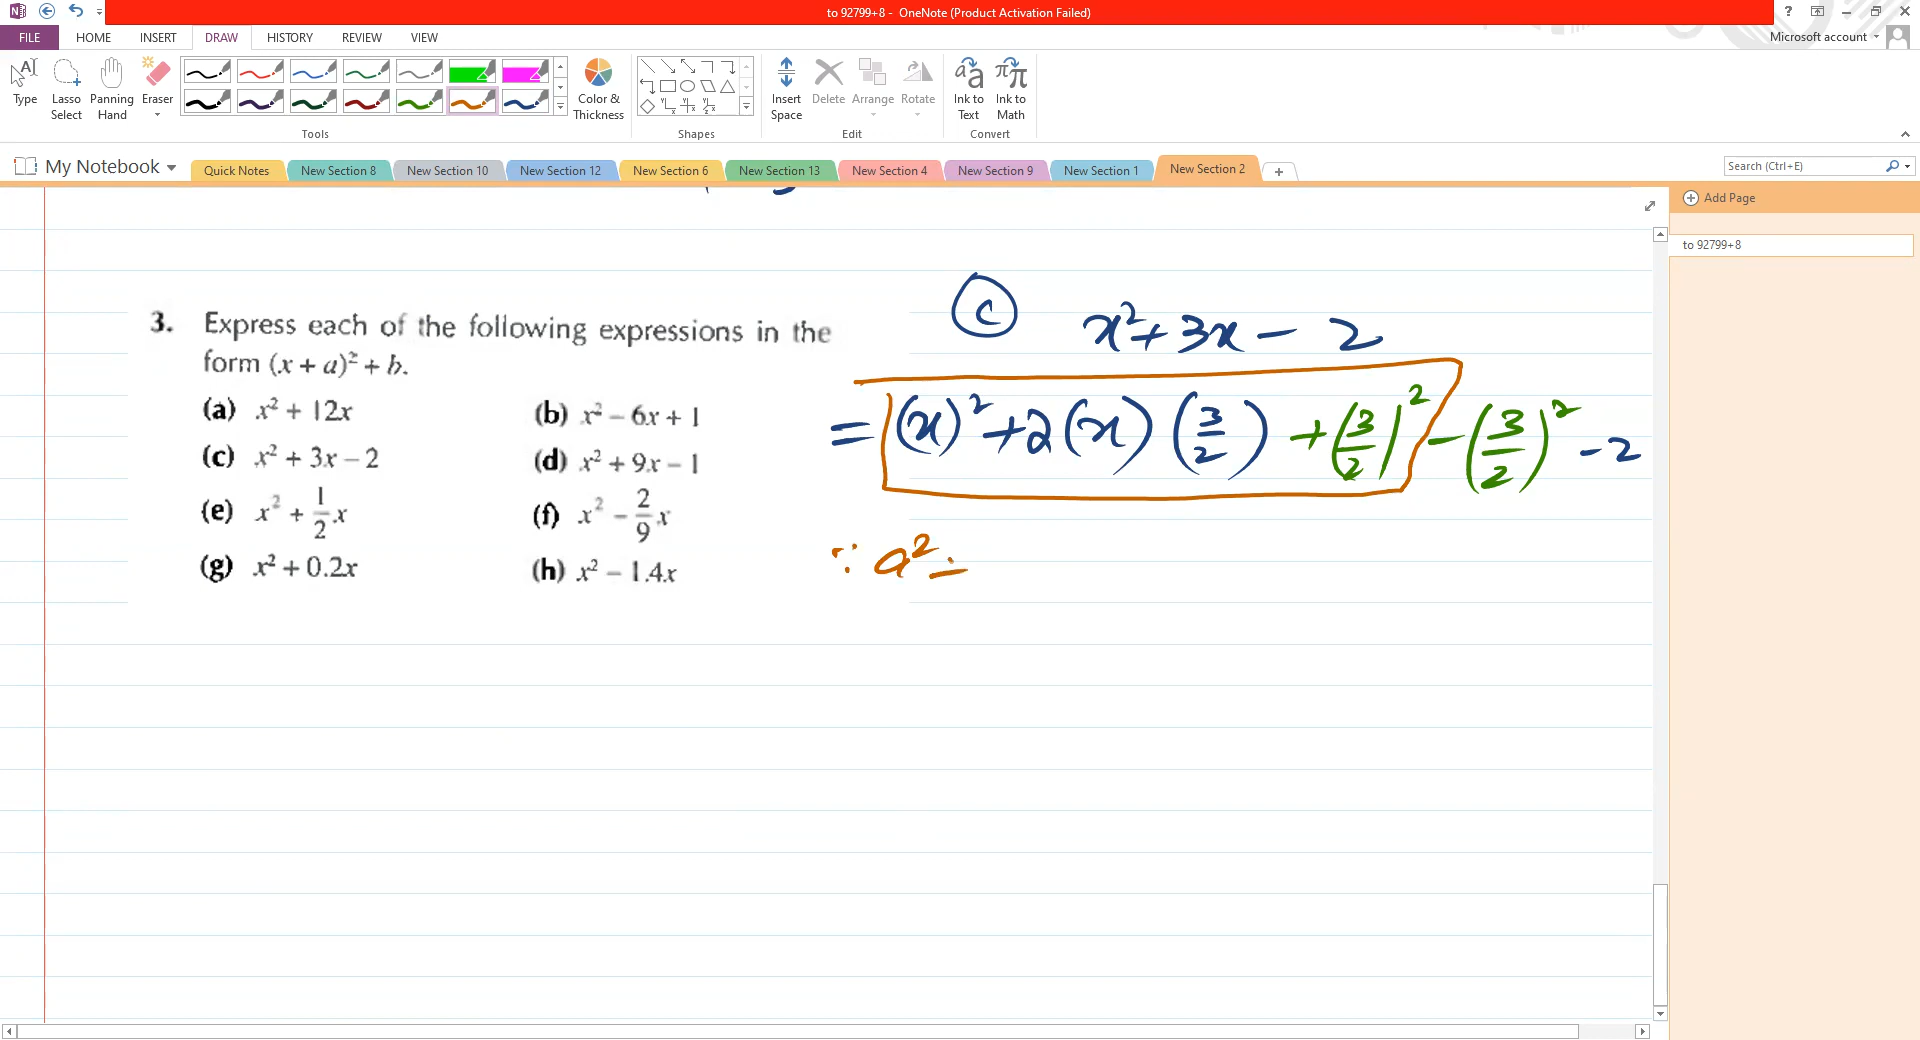 to 92799+8 - OneNote (Product Activation Failed)
FILE HOME INSERT DRAW HISTORY REVIEW VIEW
Microsoft account
Type
Lasso Select
Panning Hand
Eraser
Color & Thickness
Insert Space
Delete
Arrange
Rotate
Ink to Text
Ink to Math
Tools
Shapes
Edit
Convert
My Notebook
Quick Notes
New Section 8
New Section 10
New Section 12
New Section 6
New Section 13
New Section 4
New Section 9
New Section 1
New Section 2
Search (Ctrl+E)
Add Page
to 92799+8
3. Express each of the following expressions in the
form (x + a)² + b.
(a) x² + 12x
(b) x² − 6x + 1
(c) x² + 3x − 2
(d) x² + 9x − 1
(e) x² + 1/2 x
(f) x² − 2/9 x
(g) x² + 0.2x
(h) x² − 1.4x
(c) x² + 3x − 2
= (x)² + 2(x)(3/2) + (3/2)² − (3/2)² − 2
∵ a²